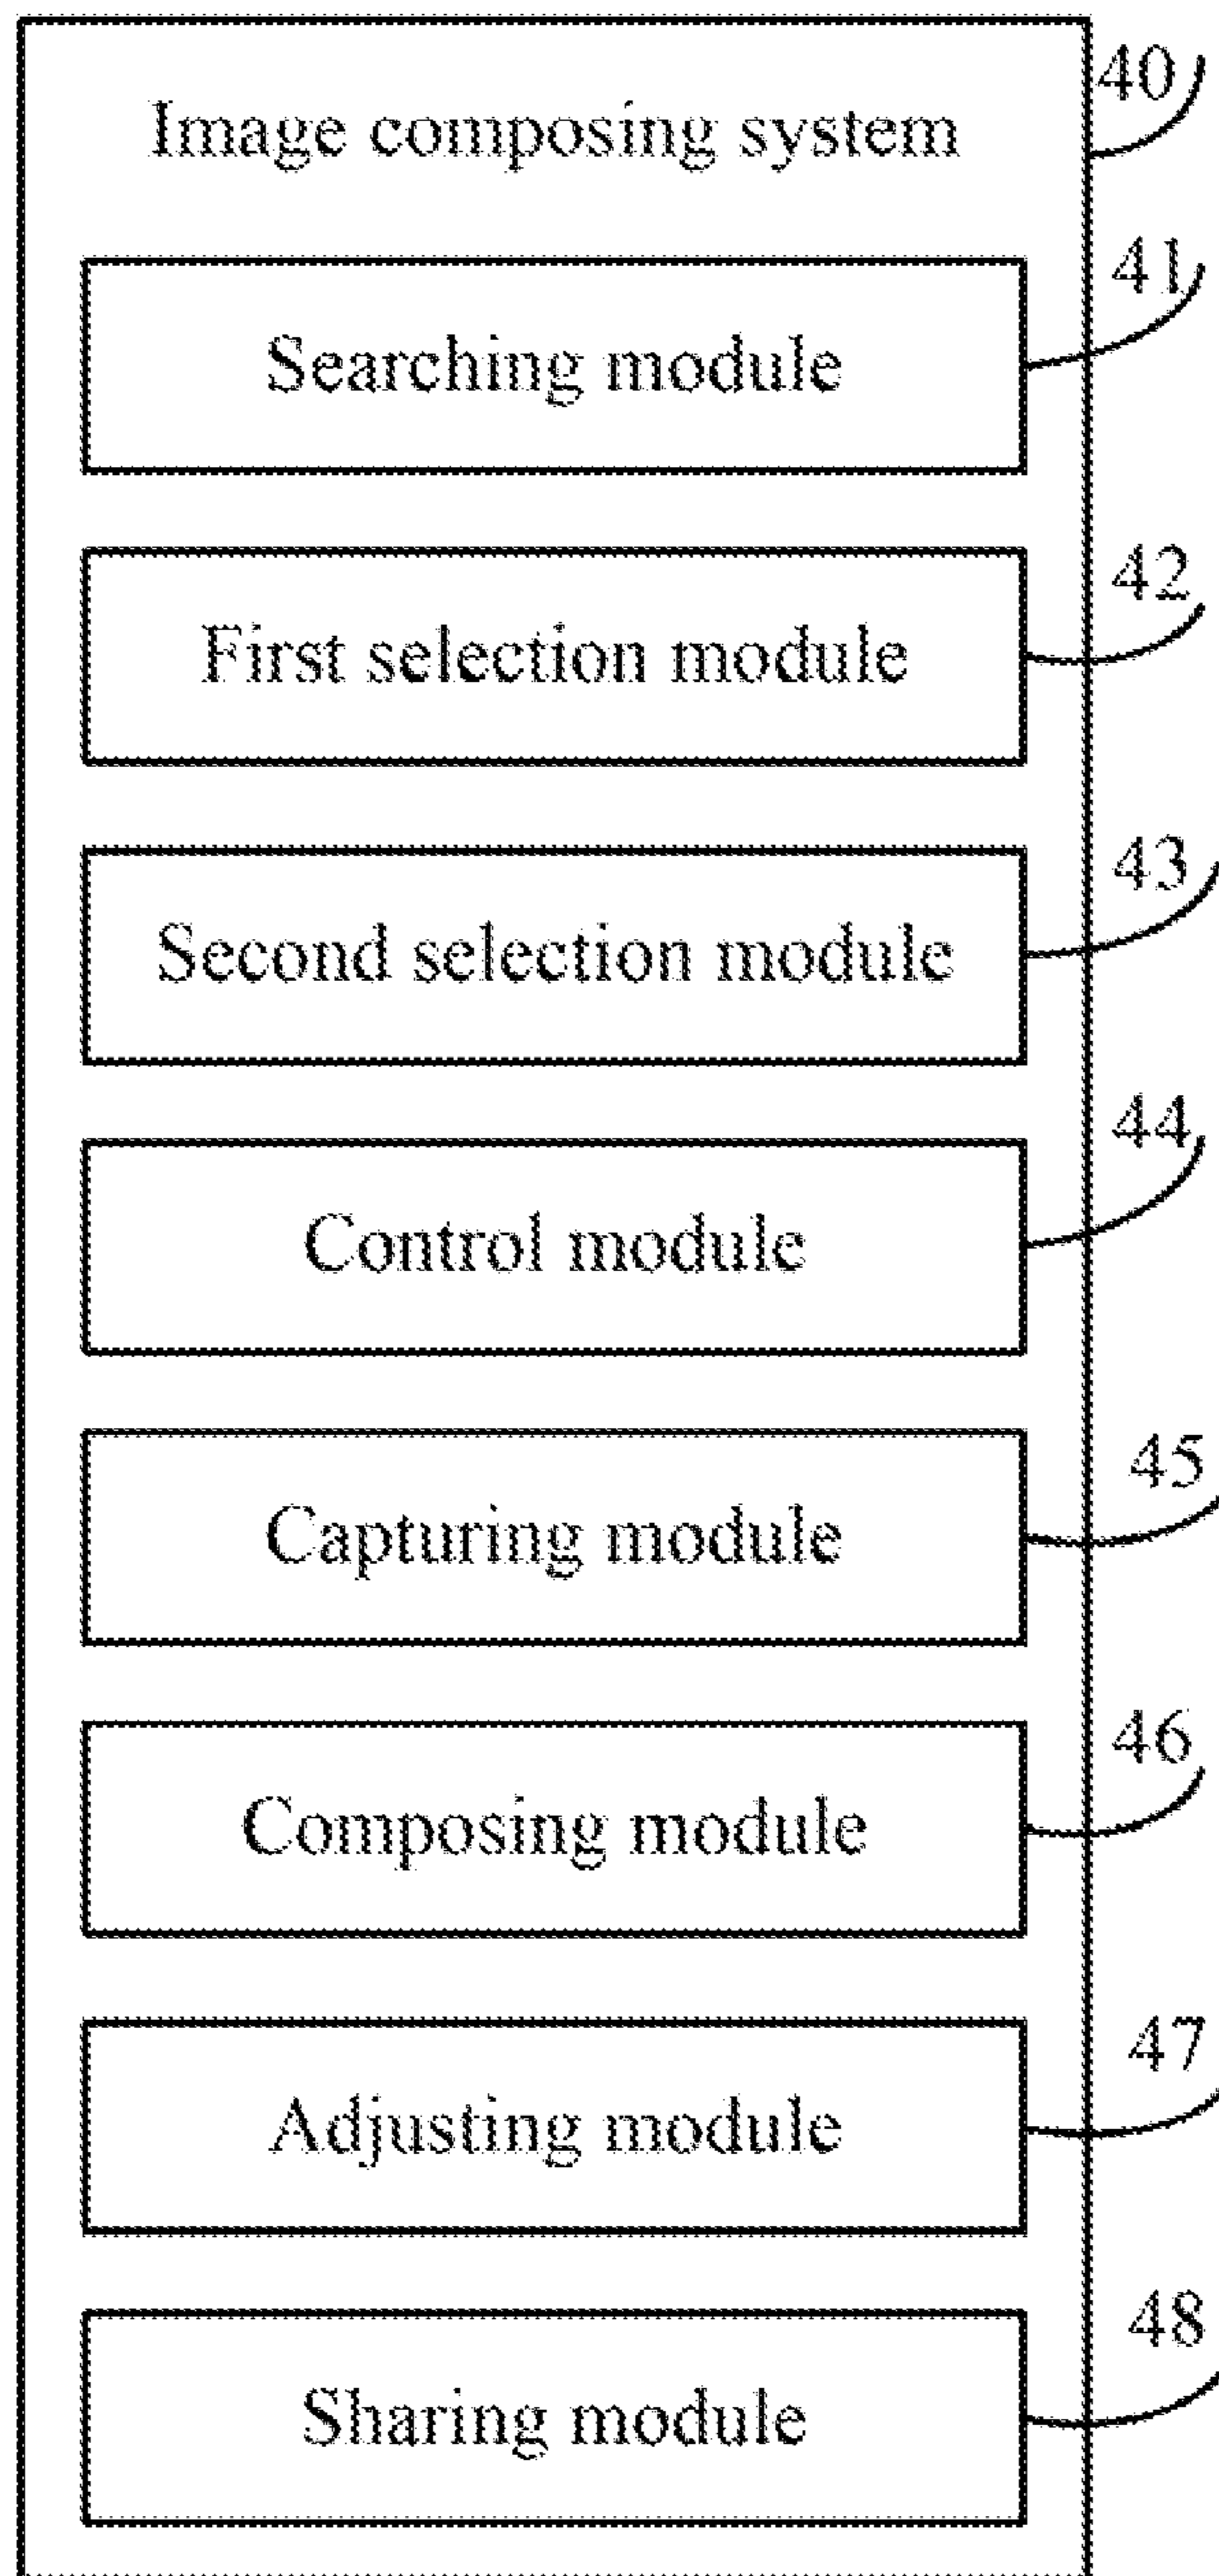 40
Image composing system
41
Searching module
42
First selection module
43
Second selection module
44
Control module
45
Capturing module
46
Composing module
47
Adjusting module
48
Sharing module